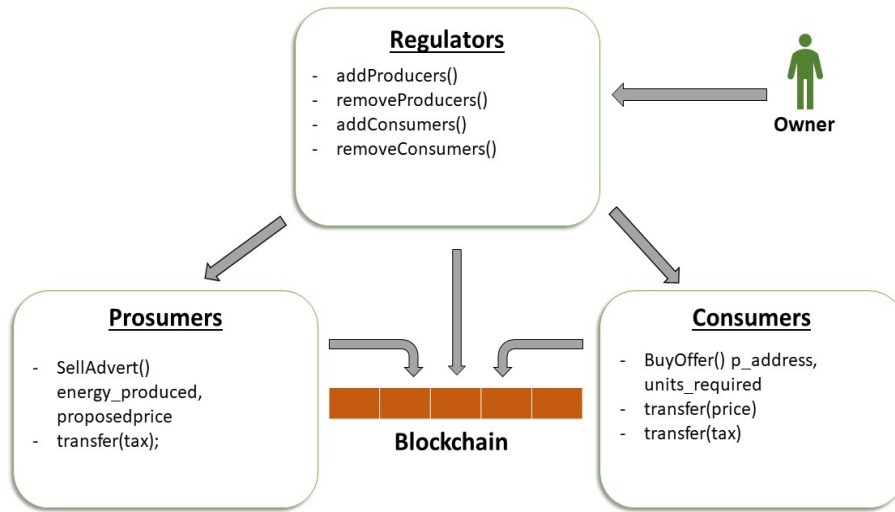 Regulators
- addProducers()
- removeProducers()
- addConsumers()
- removeConsumers()
Owner
Prosumers
- SellAdvert()
energy_produced,
proposedprice
- transfer(tax);
Consumers
- BuyOffer() p_address,
units_required
- transfer(price)
- transfer(tax)
Blockchain